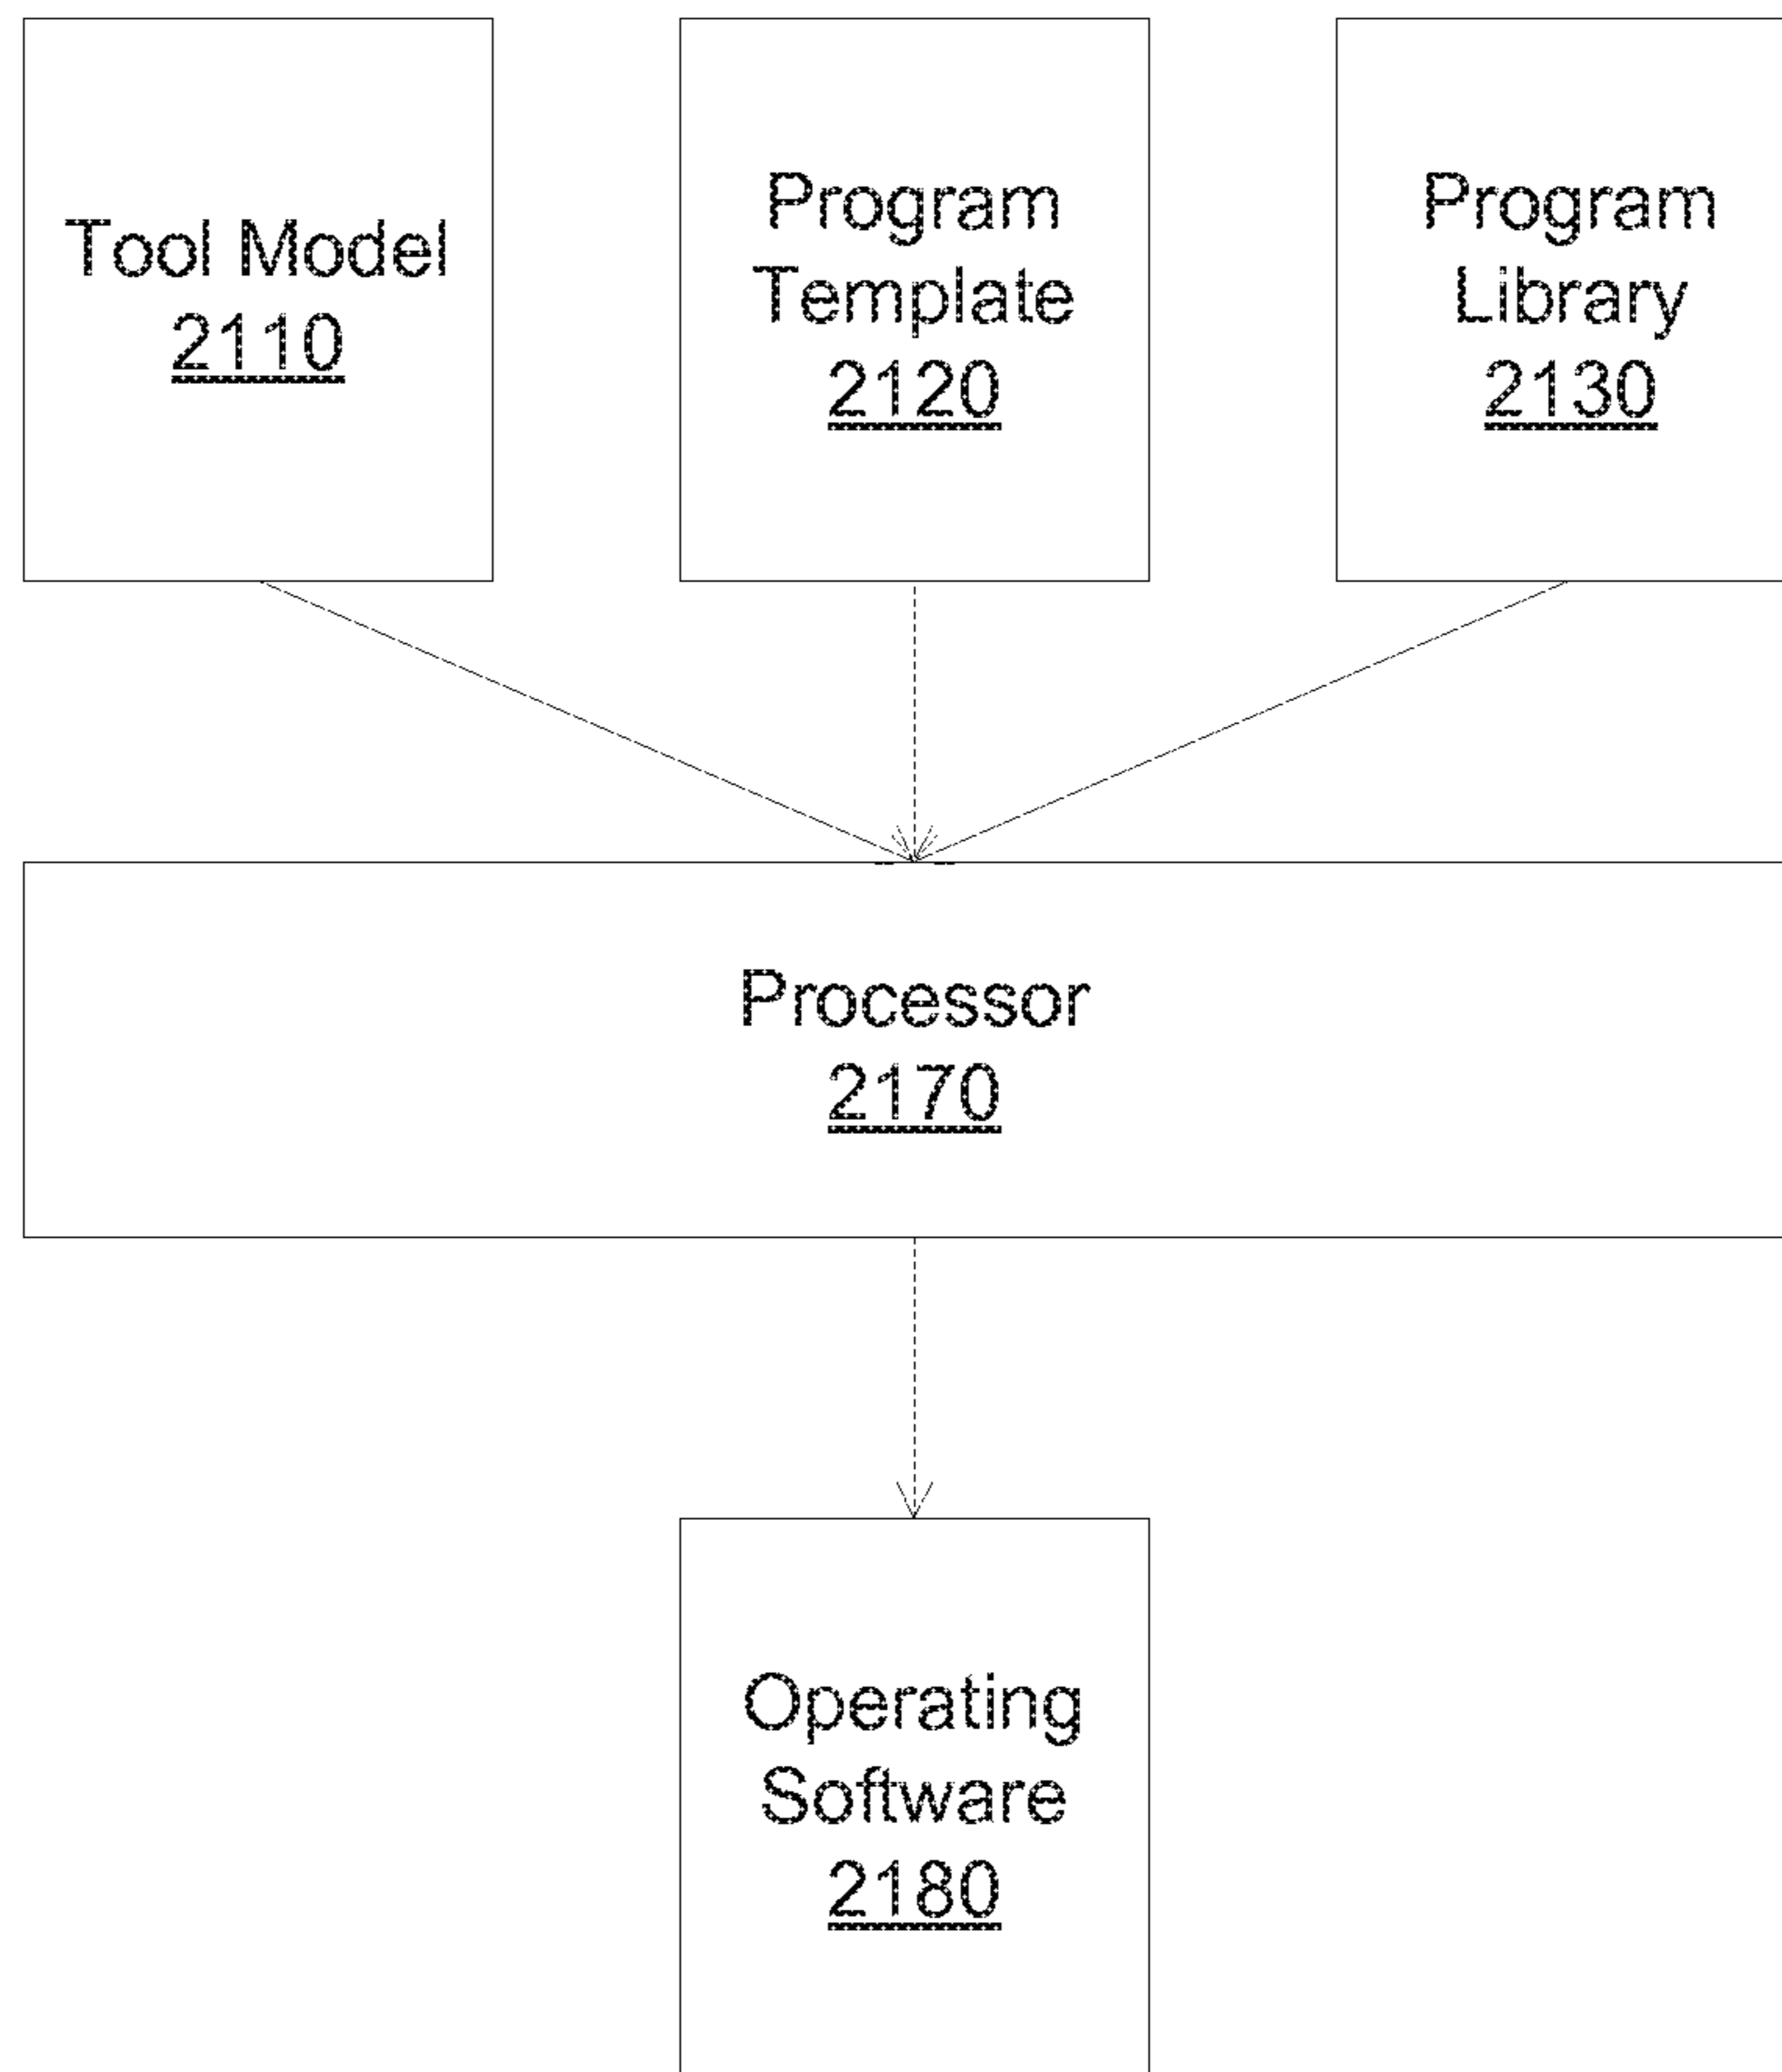 Tool Model
2110
Program
Template
2120
Program
Library
2130
Processor
2170
Operating
Software
2180